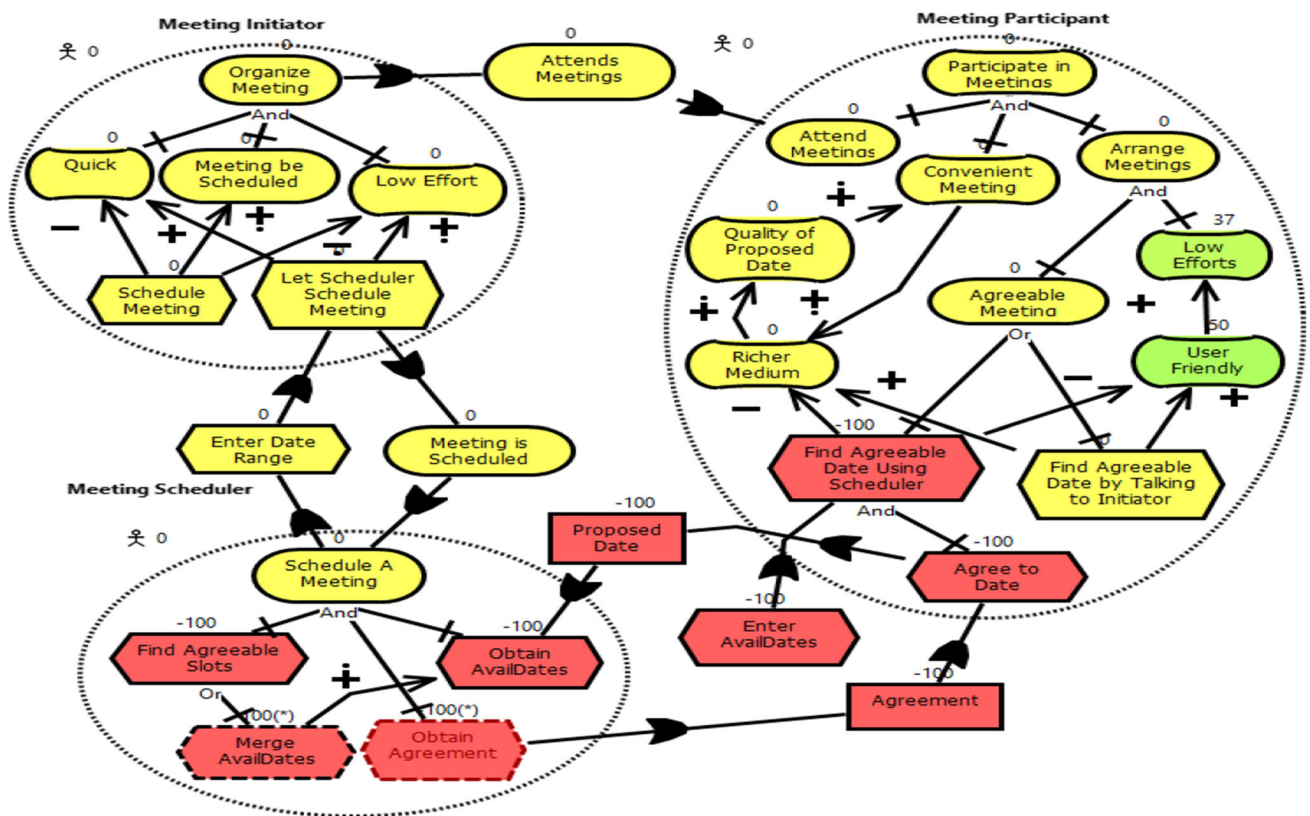 Meeting Initiator
0
0
Organize
Meeting
And
0
Quick
0
Meeting be
Scheduled
0
Low Effort
0
Schedule
Meeting
0
Let Scheduler
Schedule
Meeting
0
Attends
Meetings
Meeting Participant
0
0
Participate in
Meetings
And
0
Attend
Meetings
0
Convenient
Meeting
0
Arrange
Meetings
And
0
Quality of
Proposed
Date
37
Low
Efforts
0
Agreeable
Meeting
Or
0
Richer
Medium
50
User
Friendly
-100
Find Agreeable
Date Using
Scheduler
And
0
Find Agreeable
Date by Talking
to Initiator
0
Enter Date
Range
0
Meeting is
Scheduled
Meeting Scheduler
0
0
Schedule A
Meeting
And
-100
Proposed
Date
-100
Agree to
Date
-100
Enter
AvailDates
-100
Agreement
-100
Find Agreeable
Slots
Or
-100
Obtain
AvailDates
-100(*)
Merge
AvailDates
-100(*)
Obtain
Agreement